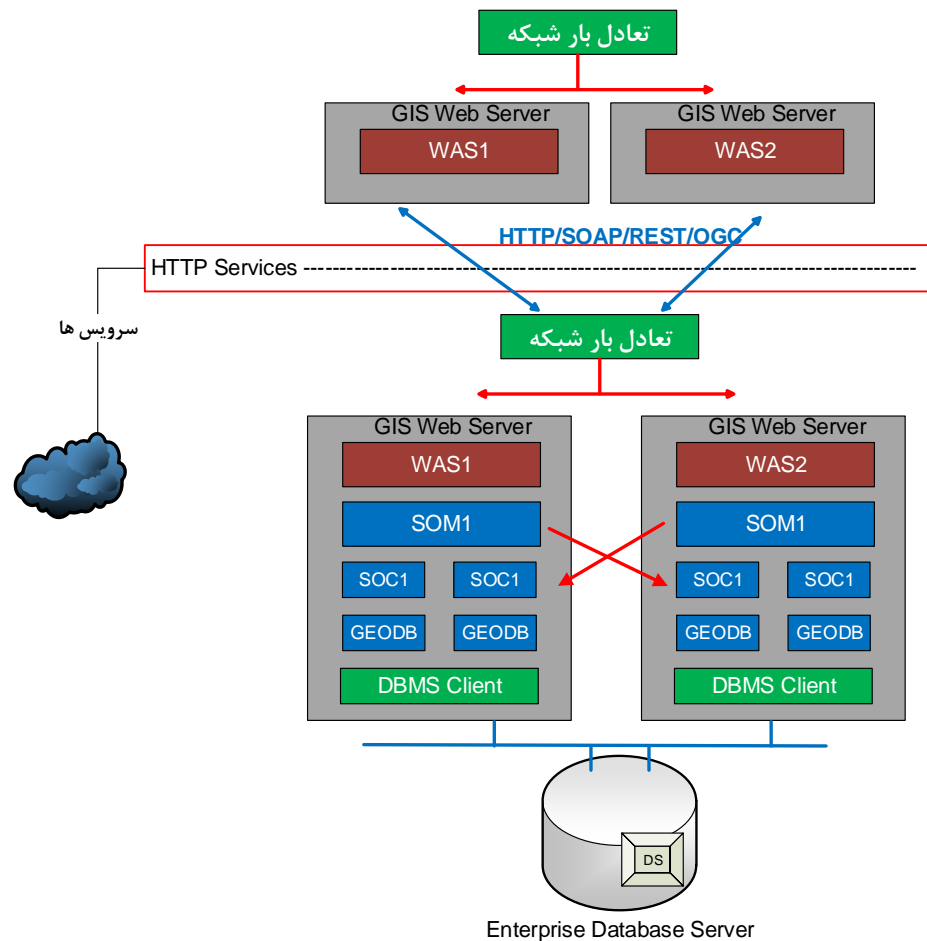 تعادل بار شبکه
GIS Web Server
GIS Web Server
WAS1
WAS2
HTTP/SOAP/REST/OGC
HTTP Services
سرویس ها
تعادل بار شبکه
GIS Web Server
GIS Web Server
WAS1
WAS2
SOM1
SOM1
SOC1
SOC1
SOC1
SOC1
GEODB
GEODB
GEODB
GEODB
DBMS Client
DBMS Client
DS
Enterprise Database Server